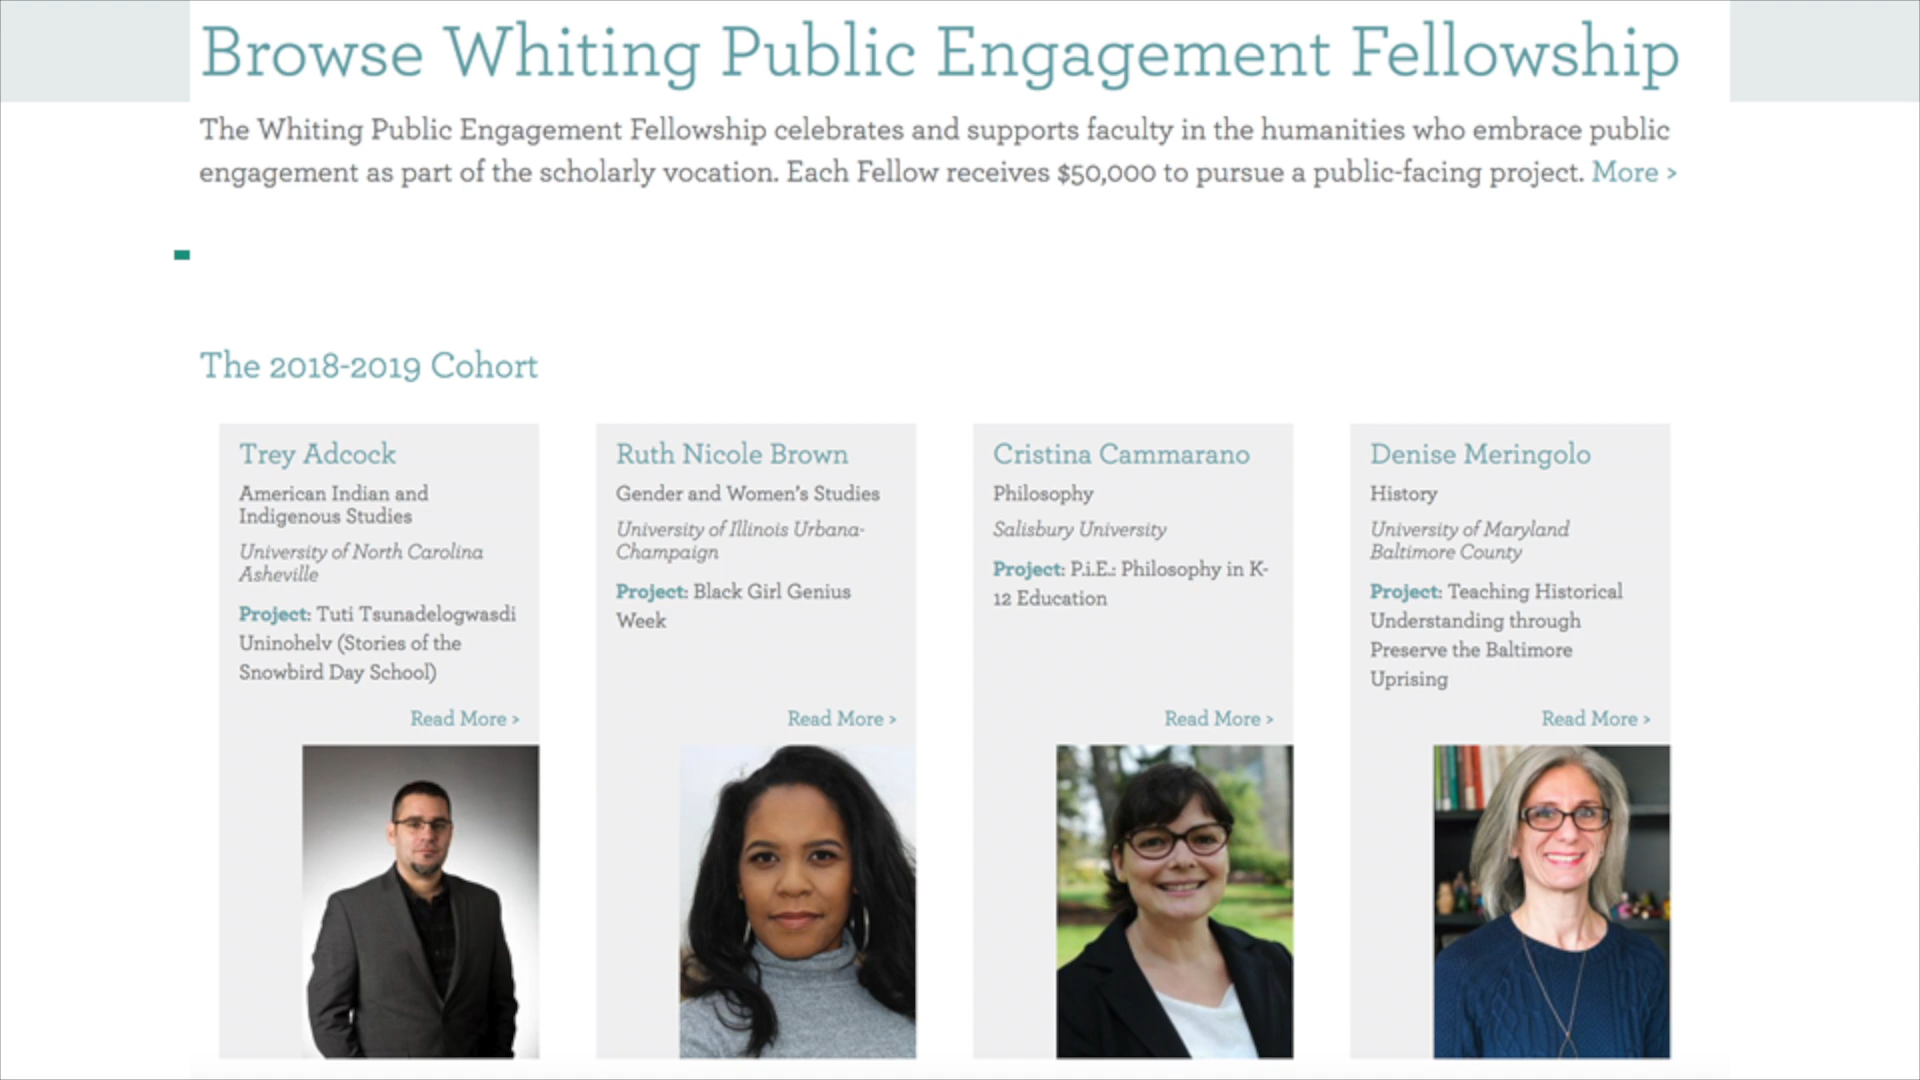 Browse Whiting Public Engagement Fellowship
The Whiting Public Engagement Fellowship celebrates and supports faculty in the humanities who embrace public
engagement as part of the scholarly vocation. Each Fellow receives $50,000 to pursue a public-facing project. More >
The 2018-2019 Cohort
Trey Adcock
American Indian and
Indigenous Studies
University of North Carolina
Asheville
Project: Tuti Tsunadelogwasdi
Uninohelv (Stories of the
Snowbird Day School)
Read More >
Ruth Nicole Brown
Gender and Women's Studies
University of Illinois Urbana-
Champaign
Project: Black Girl Genius
Week
Read More >
Cristina Cammarano
Philosophy
Salisbury University
Project: P.i.E.: Philosophy in K-
12 Education
Read More >
Denise Meringolo
History
University of Maryland
Baltimore County
Project: Teaching Historical
Understanding through
Preserve the Baltimore
Uprising
Read More >